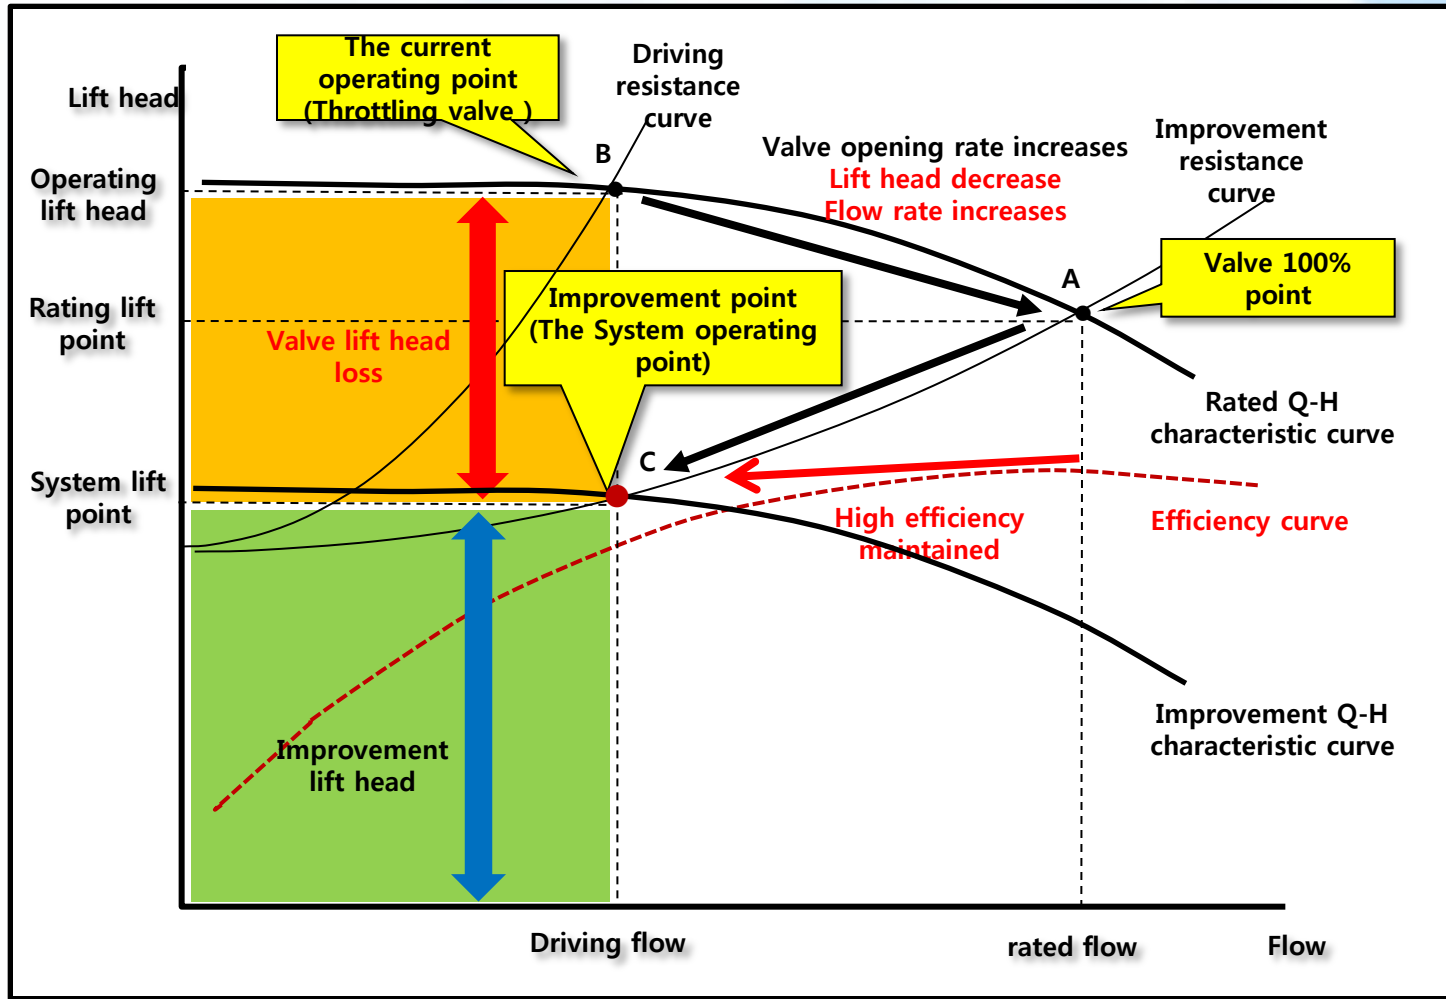 The current
operating point
(Throttling valve )
Driving
resistance
curve
Lift head
Improvement
resistance
curve
B
Valve opening rate increases
Lift head decrease
Flow rate increases
Operating
lift head
Valve 100%
point
A
Improvement point
(The System operating
point)
Rating lift
point
Valve lift head
loss
Rated Q-H
characteristic curve
C
System lift
point
High efficiency
maintained
Efficiency curve
Improvement
lift head
Improvement Q-H
characteristic curve
Driving flow
rated flow
Flow